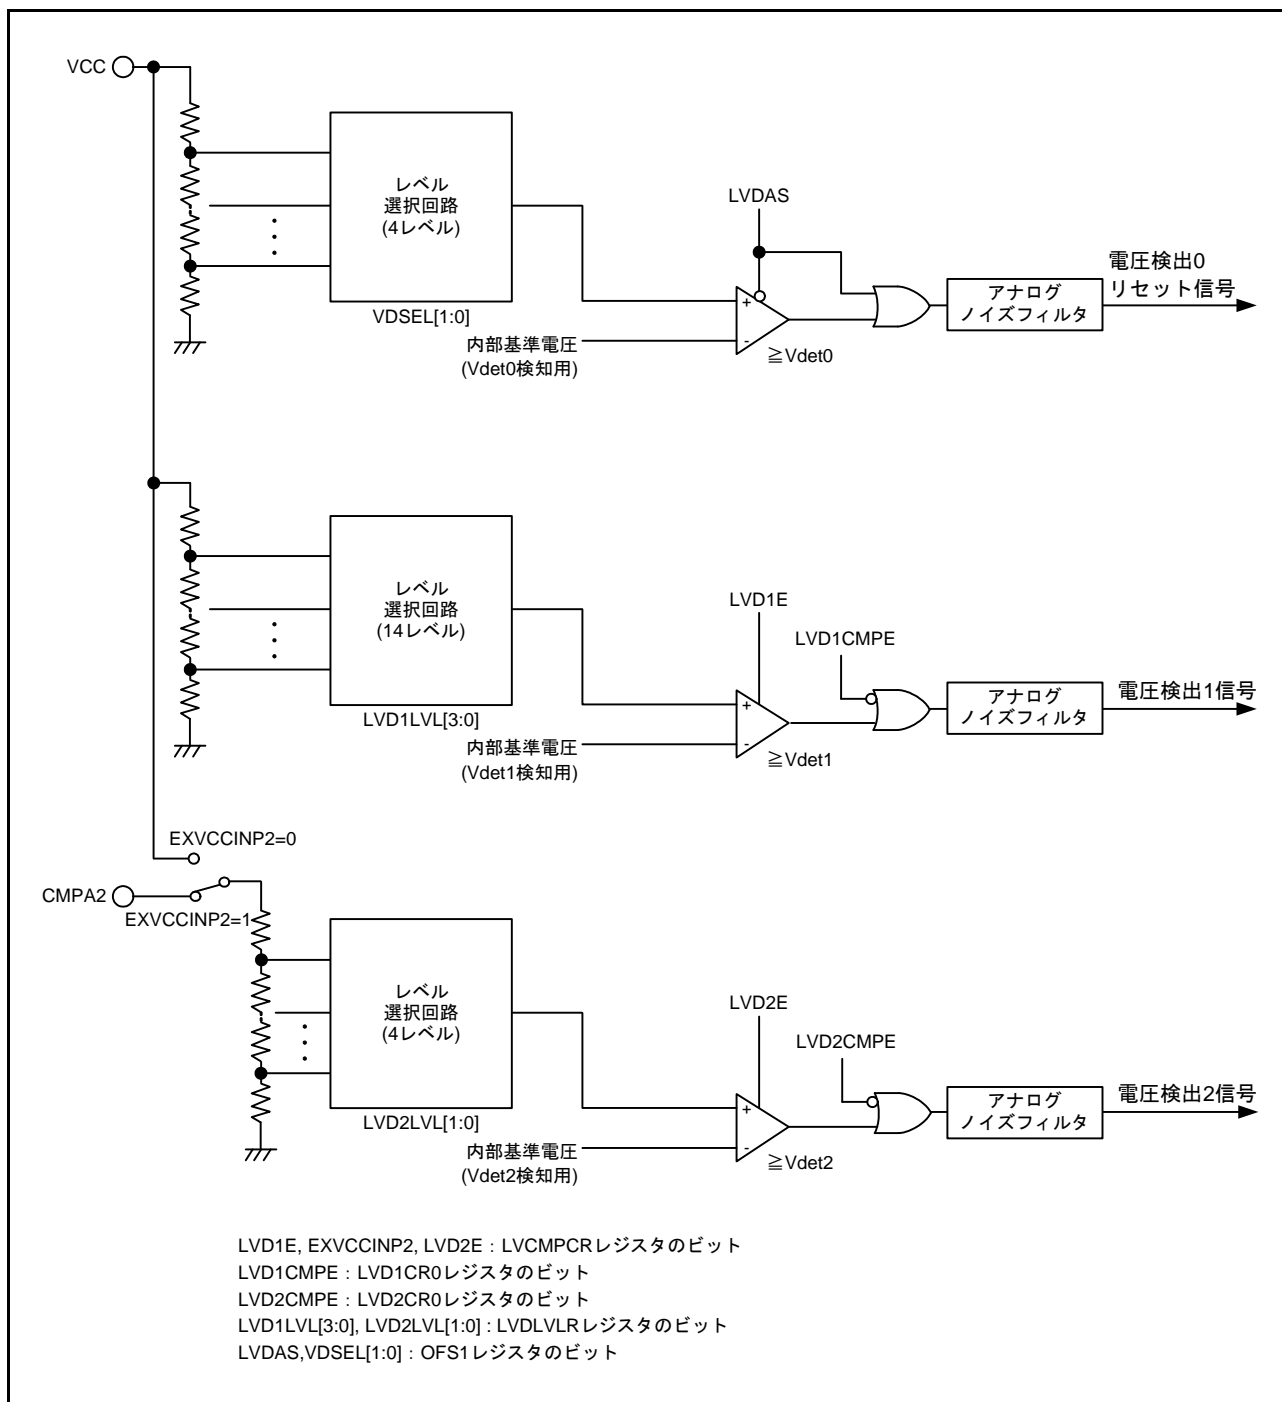 VCC
レベル
選択回路
(4レベル)
VDSEL[1:0]
LVDAS
+
-
内部基準電圧
(Vdet0検知用)
≧Vdet0
アナログ
ノイズフィルタ
電圧検出0
リセット信号
レベル
選択回路
(14レベル)
LVD1LVL[3:0]
LVD1E
LVD1CMPE
+
-
内部基準電圧
(Vdet1検知用)
≧Vdet1
アナログ
ノイズフィルタ
電圧検出1信号
EXVCCINP2=0
CMPA2
EXVCCINP2=1
レベル
選択回路
(4レベル)
LVD2LVL[1:0]
LVD2E
LVD2CMPE
+
-
内部基準電圧
(Vdet2検知用)
≧Vdet2
アナログ
ノイズフィルタ
電圧検出2信号
LVD1E, EXVCCINP2, LVD2E : LVCMPCRレジスタのビット
LVD1CMPE : LVD1CR0レジスタのビット
LVD2CMPE : LVD2CR0レジスタのビット
LVD1LVL[3:0], LVD2LVL[1:0] : LVDLVLRレジスタのビット
LVDAS,VDSEL[1:0] : OFS1レジスタのビット